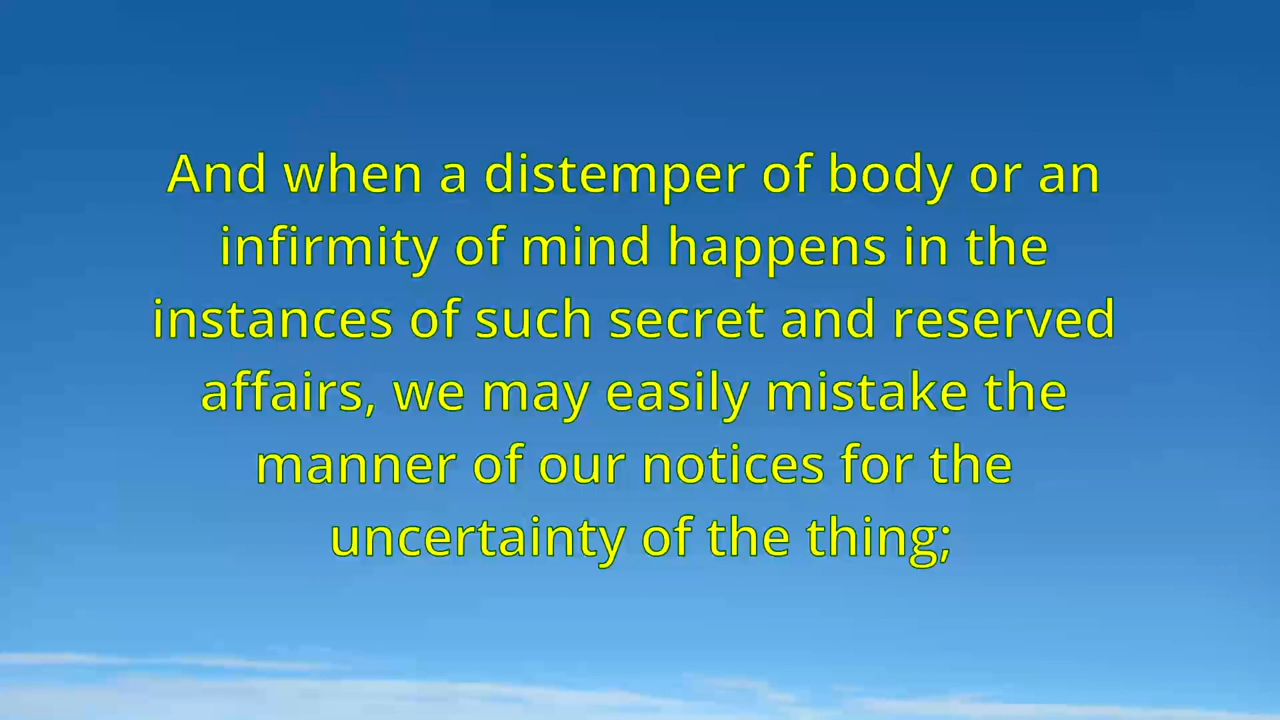 And when a distemper of body or an
infirmity of mind happens in the
instances of such secret and reserved
affairs, we may easily mistake the
manner of our notices for the
uncertainty of the thing;